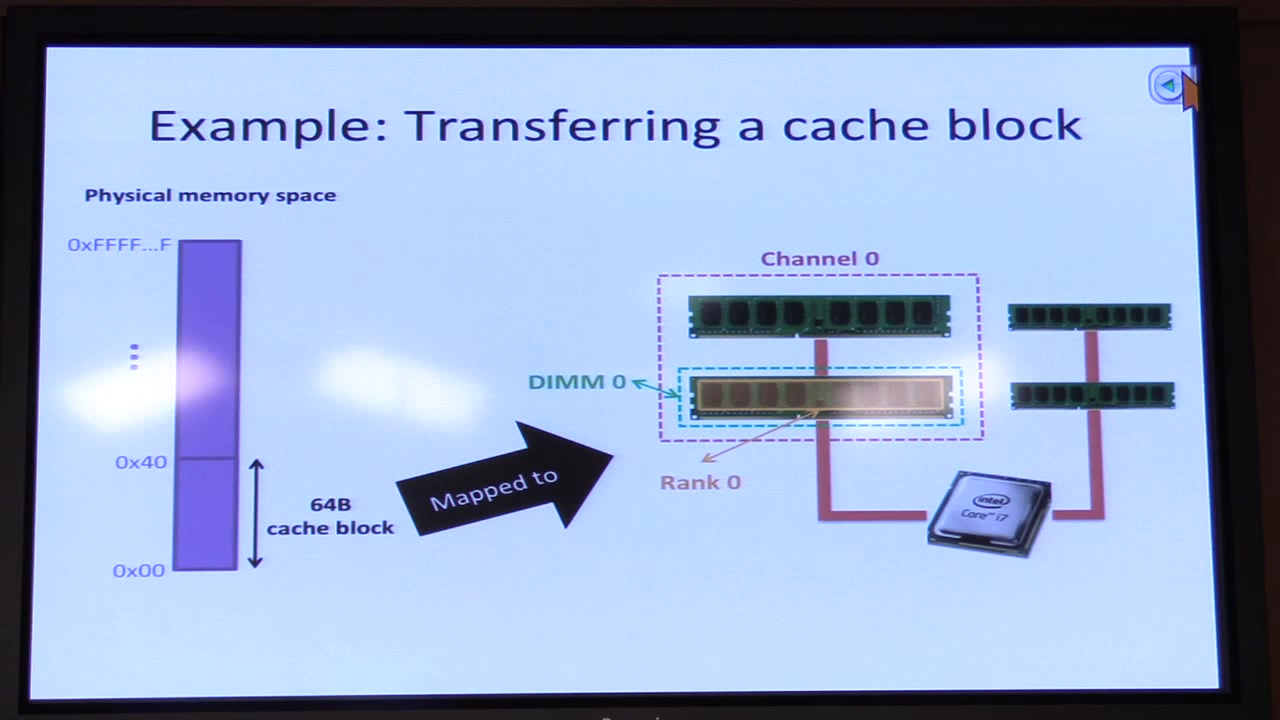 Example: Transferring a cache block
Physical memory space
0xFFFF...F
Channel 0
DIMM 0
0x40
Mapped to
Rank 0
64B
cache block
intel
Core™ i7
0x00